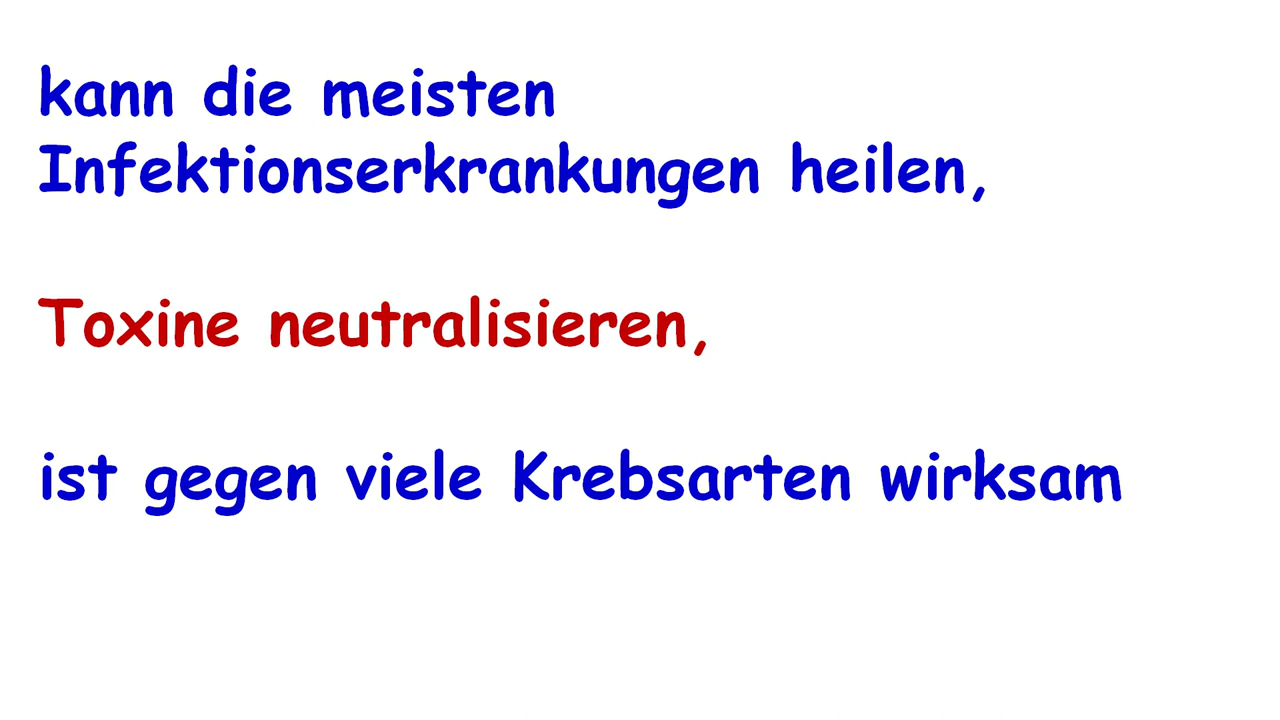 kann die meisten
Infektionserkrankungen heilen,
Toxine neutralisieren,
ist gegen viele Krebsarten wirksam